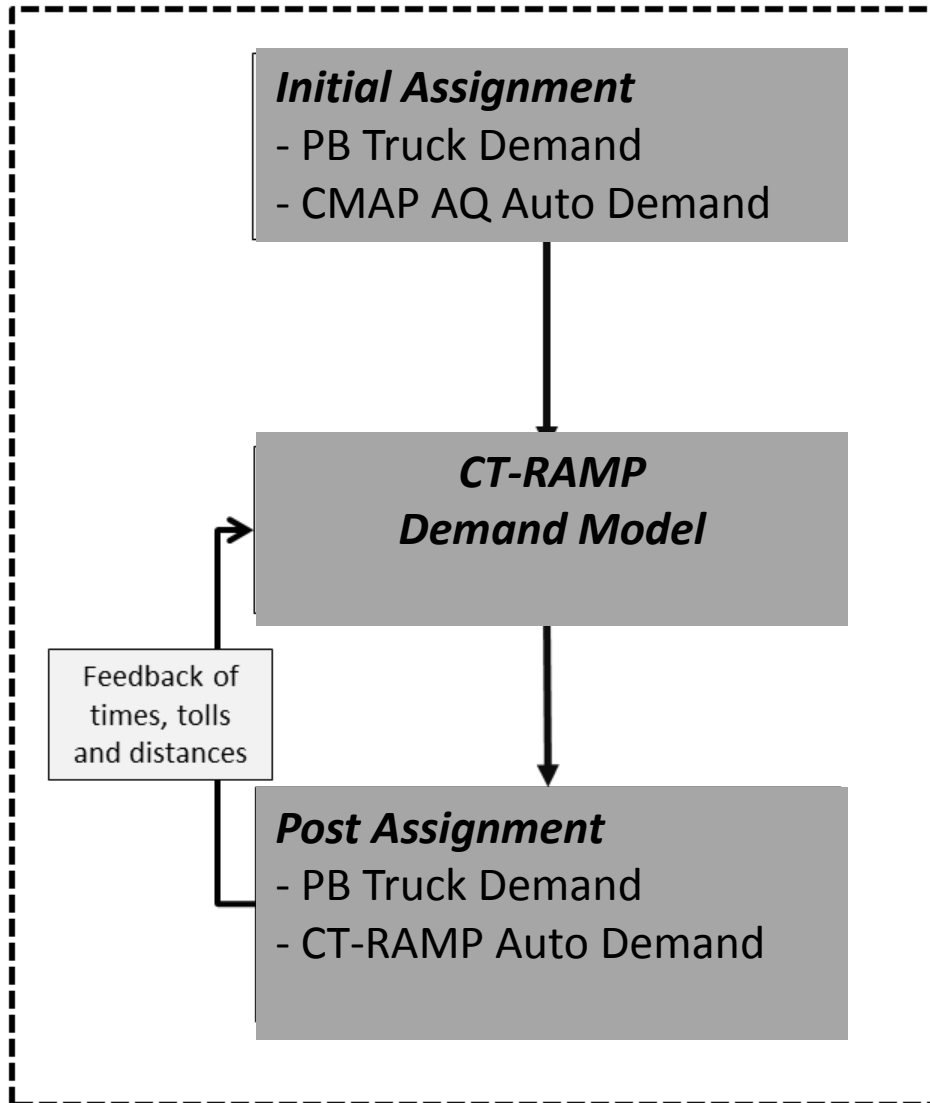 Initial Assignment
- PB Truck Demand
- CMAP AQ Auto Demand
CT-RAMP
Demand Model
Feedback of
times, tolls
and distances
Post Assignment
- PB Truck Demand
- CT-RAMP Auto Demand